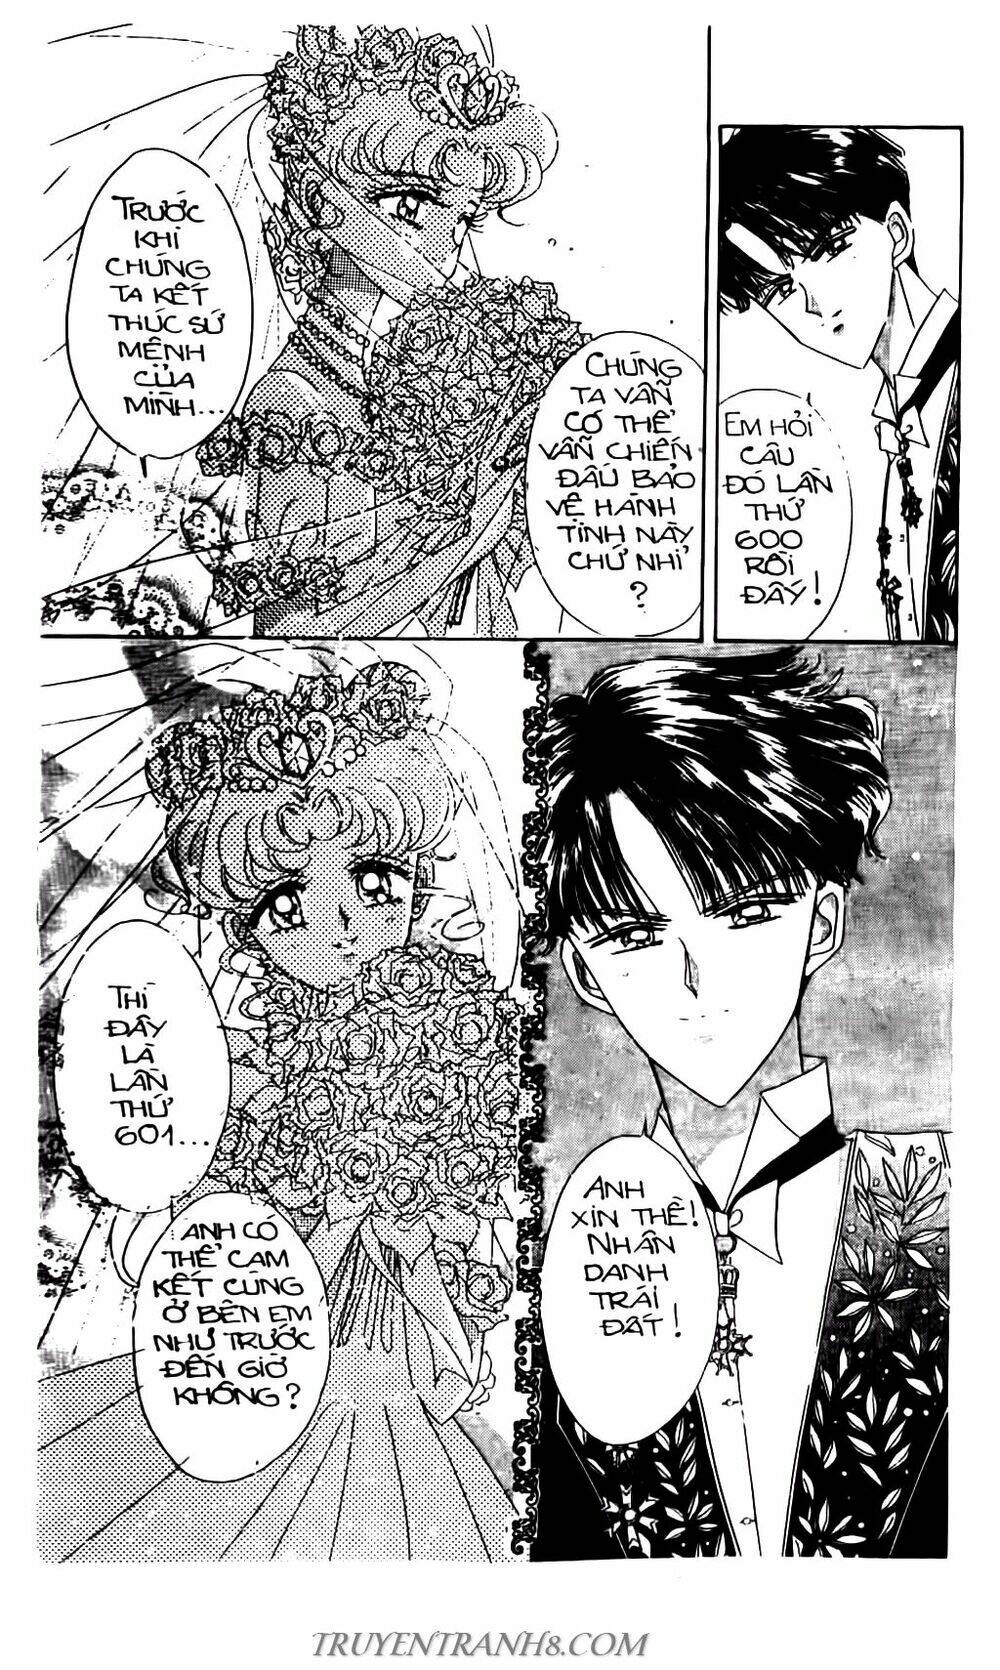 TRƯỚC
KHI
CHÚNG
TA KẾT
THÚC SỨ
MỆNH
CỦA
MÌNH...
CHÚNG
TA VẪN
CÓ THỂ
VẪN CHIẾN
ĐẤU BẢO
VỆ HÀNH
TINH NÀY
CHỨ NHỈ
?
EM HỎI
CÂU
ĐÓ LẦN
THỨ
600
RỒI
ĐẤY!
THÌ
ĐÂY
LÀ
LẦN
THỨ
601...
ANH CÓ
THỂ CAM
KẾT CÙNG
Ở BÊN EM
NHƯ TRƯỚC
ĐẾN GIỜ
KHÔNG?
ANH
XIN THỀ!
NHÂN
DANH
TRÁI
ĐẤT!
TRUYENTRANH8.COM